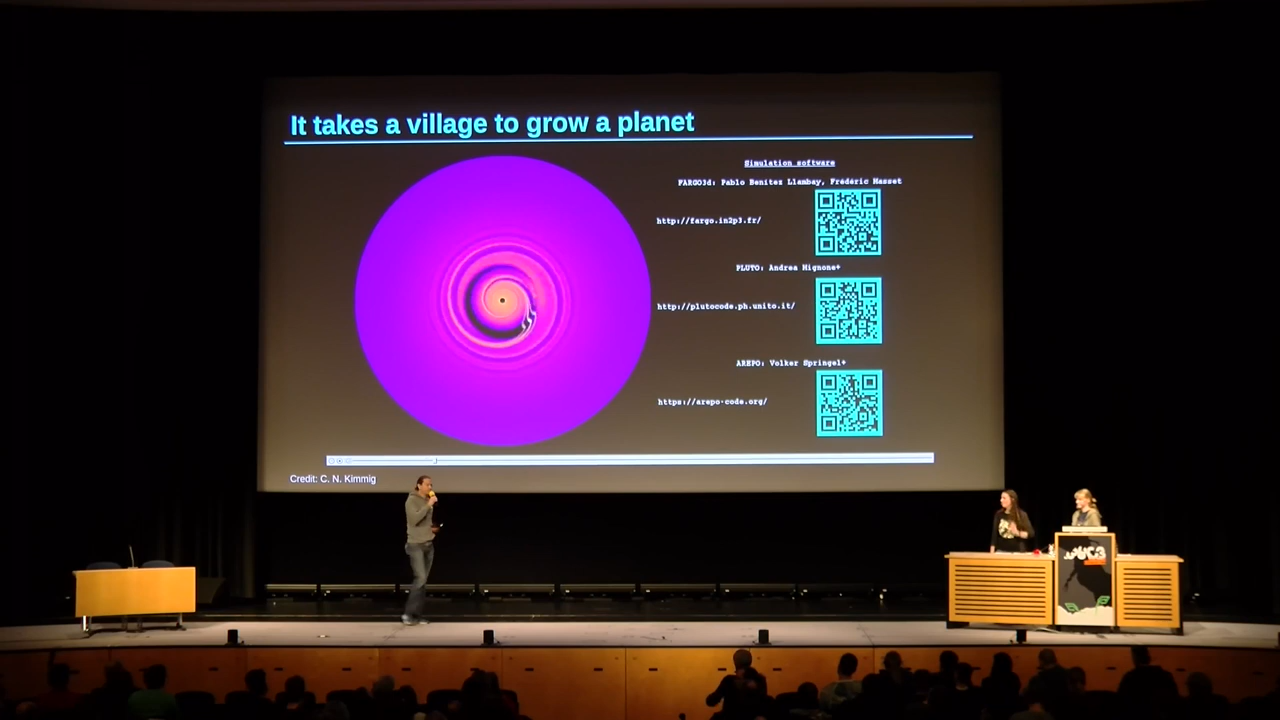 It takes a village to grow a planet
Simulation software
FARGO3d: Pablo Benitez Llambay, Frédéric Masset
http://fargo.in2p3.fr/
PLUTO: Andrea Mignone+
http://plutocode.ph.unito.it/
AREPO: Volker Springel+
https://arepo-code.org/
Credit: C. N. Kimmig